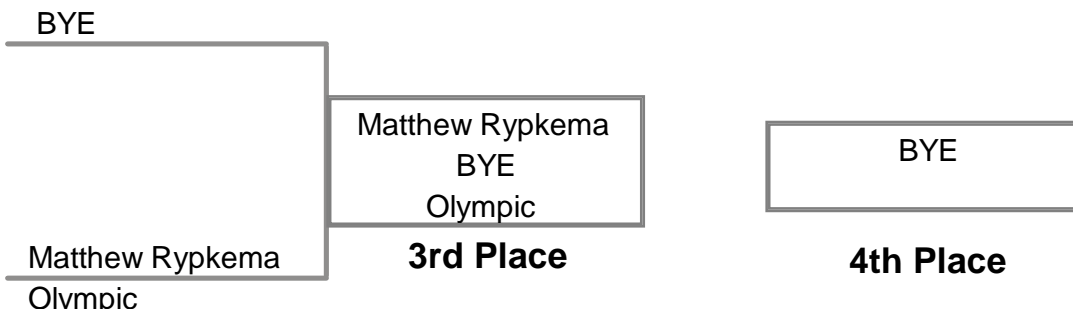 BYE
Matthew Rypkema
BYE
Olympic
3rd Place
BYE
4th Place
Matthew Rypkema
Olympic